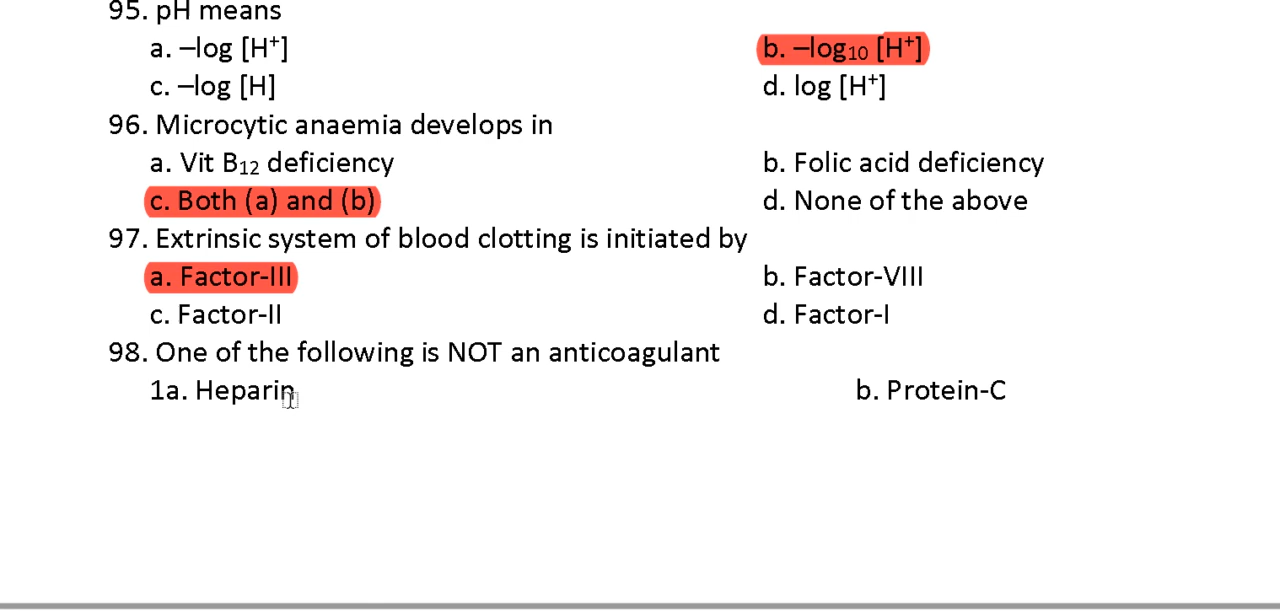 95. pH means
a. –log [H⁺] b. –log₁₀ [H⁺]
c. –log [H] d. log [H⁺]
96. Microcytic anaemia develops in
a. Vit B₁₂ deficiency b. Folic acid deficiency
c. Both (a) and (b) d. None of the above
97. Extrinsic system of blood clotting is initiated by
a. Factor-III b. Factor-VIII
c. Factor-II d. Factor-I
98. One of the following is NOT an anticoagulant
1a. Heparin b. Protein-C